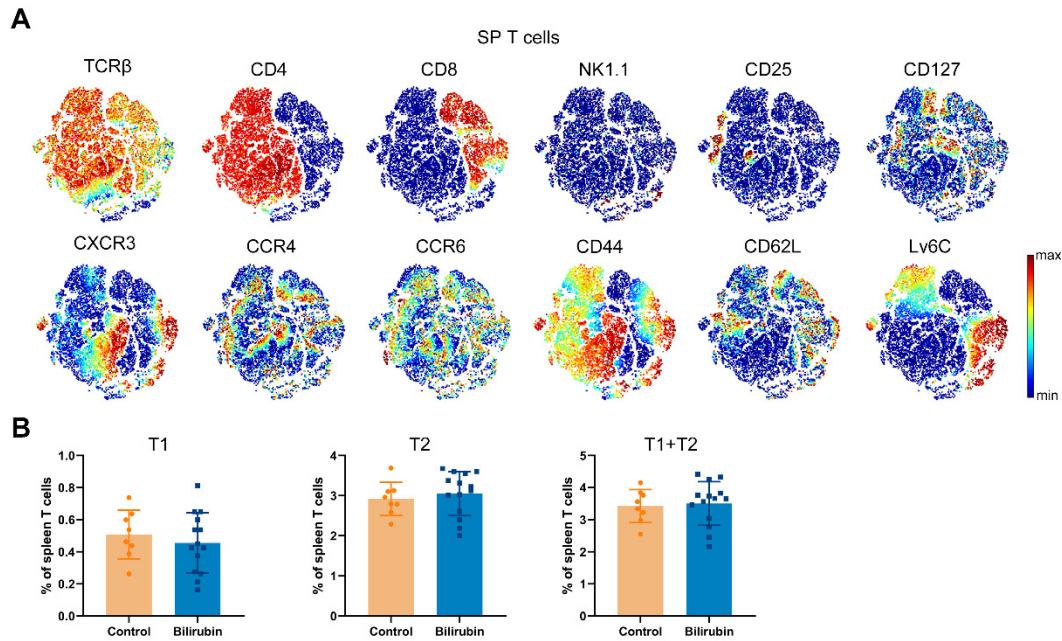 A
SP T cells
TCRβ CD4 CD8 NK1.1 CD25 CD127
CXCR3 CCR4 CCR6 CD44 CD62L Lv6C
max
min
B
T1 T2 T1+T2
% of spleen T cells
1.0
0.8
0.6
0.4
0.2
0.0
Control Bilirubin
% of spleen T cells
4
3
2
1
0
Control Bilirubin
% of spleen T cells
5
4
3
2
1
0
Control Bilirubin